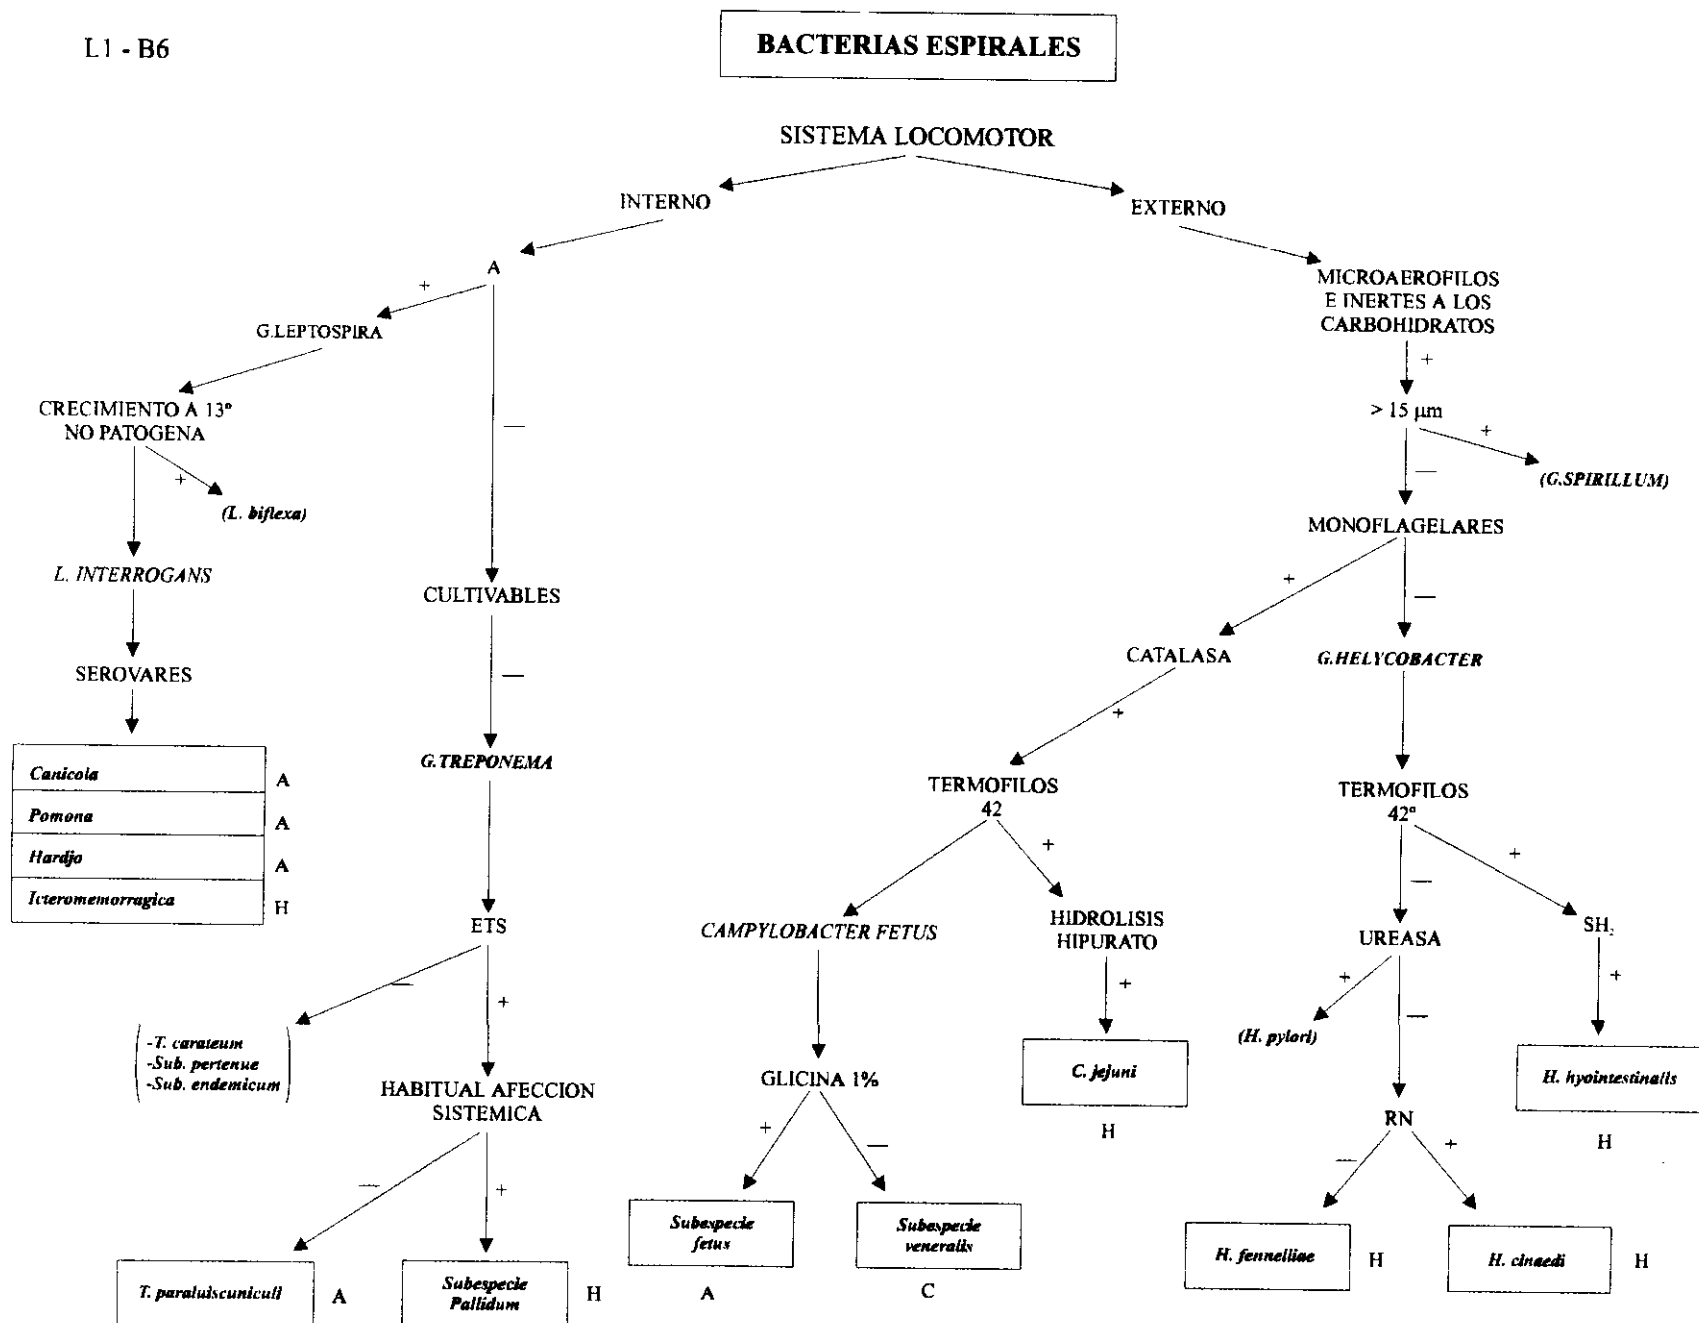 L1 - B6
BACTERIAS ESPIRALES
SISTEMA LOCOMOTOR
INTERNO
EXTERNO
A
+
MICROAEROFILOS
E INERTES A LOS
CARBOHIDRATOS
G.LEPTOSPIRA
+
CRECIMIENTO A 13º
NO PATOGENA
> 15 µm
—
+
+
—
(G.SPIRILLUM)
(L. biflexa)
MONOFLAGELARES
L. INTERROGANS
+
—
CULTIVABLES
SEROVARES
—
CATALASA
G.HELYCOBACTER
+
Canicola A
Pomona A
Hardjo A
Icteromemorragica H
G.TREPONEMA
TERMOFILOS
42
TERMOFILOS
42º
+
+
—
ETS
CAMPYLOBACTER FETUS
HIDROLISIS
HIPURATO
UREASA
SH₂
—
+
+
+
—
+
-T. carateum
-Sub. pertenue
-Sub. endemicum
(H. pylori)
HABITUAL AFECCION
SISTEMICA
GLICINA 1%
C. jejuni
H
H. hyointestinalis
H
RN
+
—
—
+
—
+
Subespecie
fetus
A
Subespecie
veneralis
C
H. fennelliae H
H. cinaedi H
T. paraluiscuniculi A
Subespecie
Pallidum
H